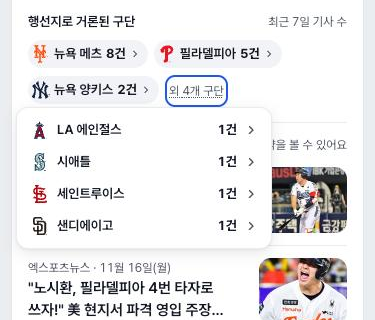 행선지로 거론된 구단
최근 7일 기사 수
뉴욕 메츠 8건
필라델피아 5건
뉴욕 양키스 2건
외 4개 구단
LA 에인절스 1건
시애틀 1건
세인트루이스 1건
샌디에이고 1건
볼 수 있어요
엑스포츠뉴스 · 11월 16일(월)
"노시환, 필라델피아 4번 타자로
쓰자!" 美 현지서 파격 영입 주장...